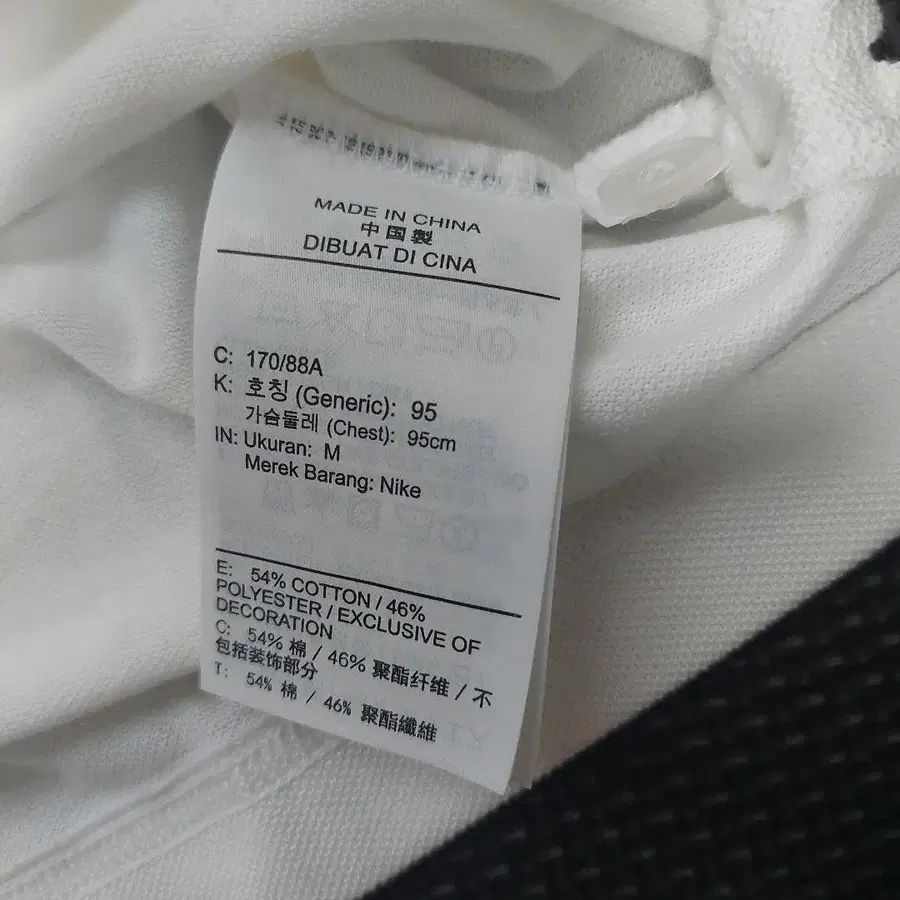 MADE IN CHINA
中国製
DIBUAT DI CINA
C: 170/88A
K: 호칭 (Generic): 95
가슴둘레 (Chest): 95cm
IN: Ukuran: M
Merek Barang: Nike
E: 54% COTTON / 46%
POLYESTER / EXCLUSIVE OF
DECORATION
C: 54% 棉 / 46% 聚酯纤维 / 不
包括装饰部分
T: 54% 棉 / 46% 聚酯纖維